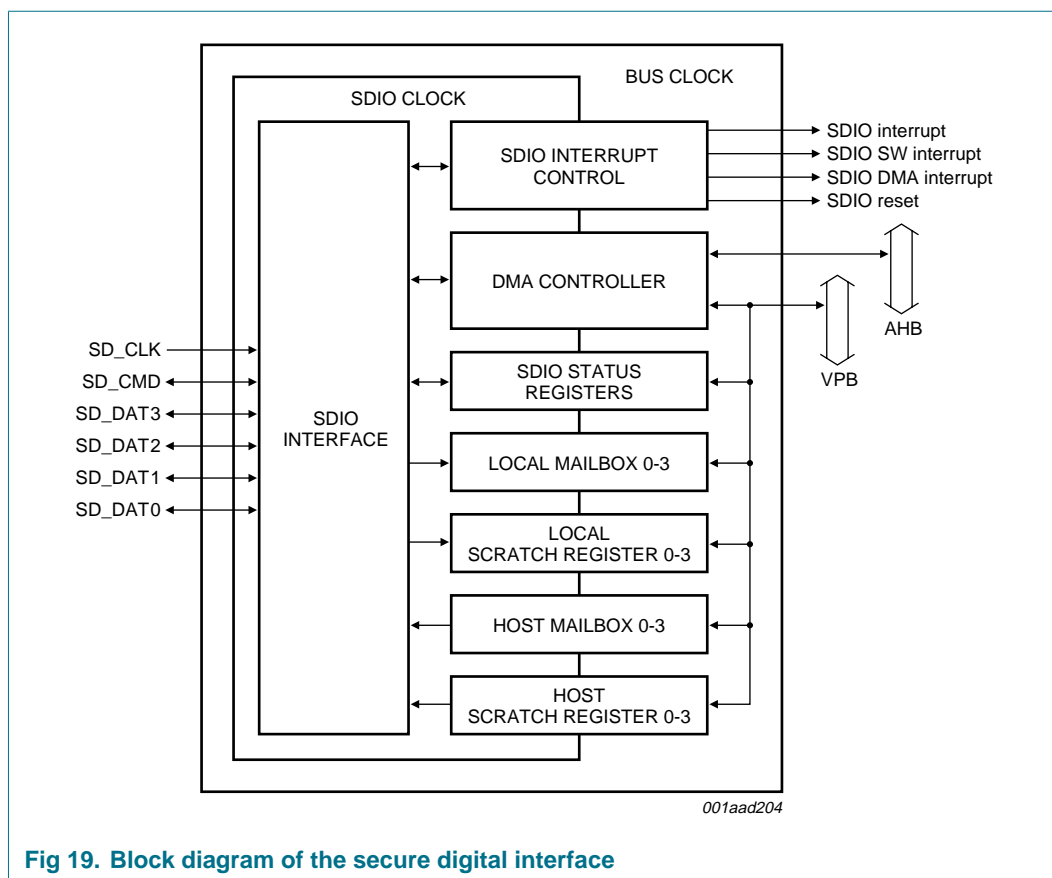 BUS CLOCK
SDIO CLOCK
SDIO INTERRUPT
CONTROL
SDIO interrupt
SDIO SW interrupt
SDIO DMA interrupt
SDIO reset
DMA CONTROLLER
AHB
VPB
SD_CLK
SD_CMD
SD_DAT3
SD_DAT2
SD_DAT1
SD_DAT0
SDIO
INTERFACE
SDIO STATUS
REGISTERS
LOCAL MAILBOX 0-3
LOCAL
SCRATCH REGISTER 0-3
HOST MAILBOX 0-3
HOST
SCRATCH REGISTER 0-3
001aad204
Fig 19. Block diagram of the secure digital interface